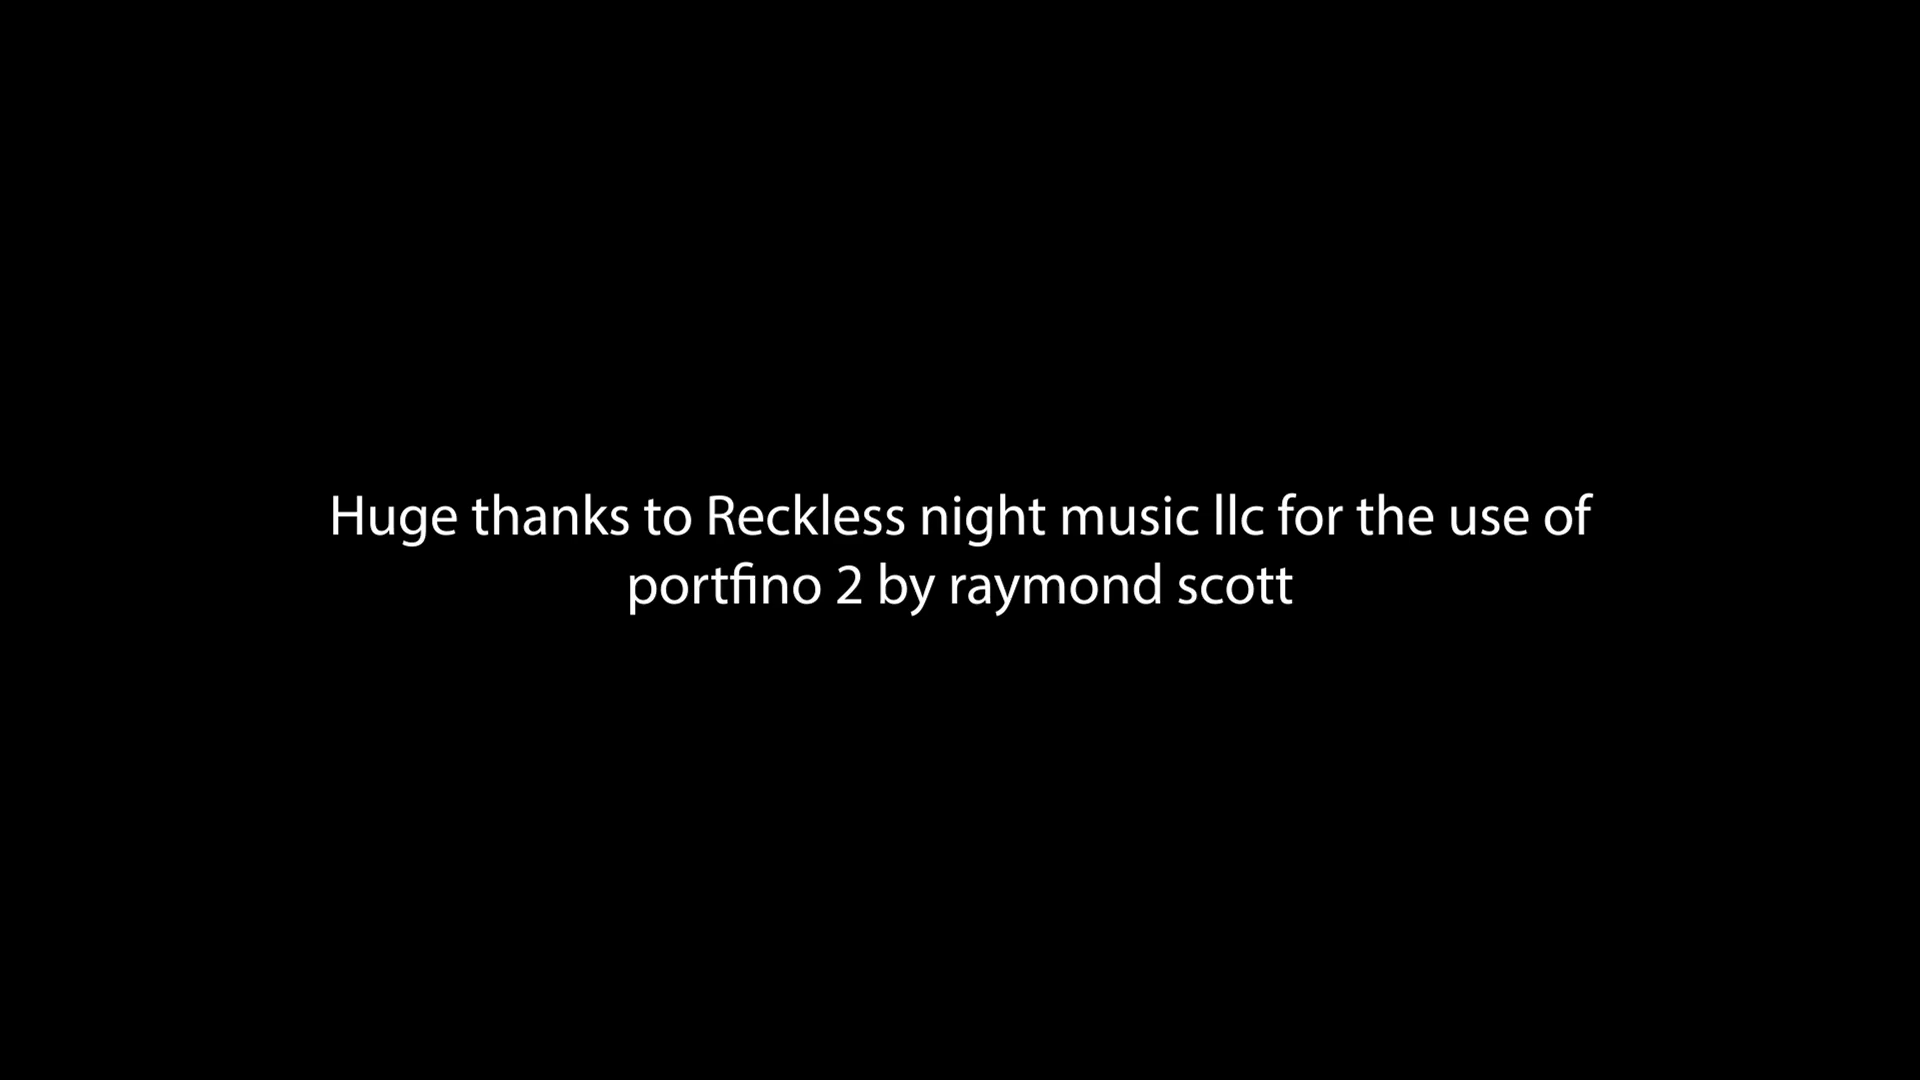 Huge thanks to Reckless night music llc for the use of
portfino 2 by raymond scott